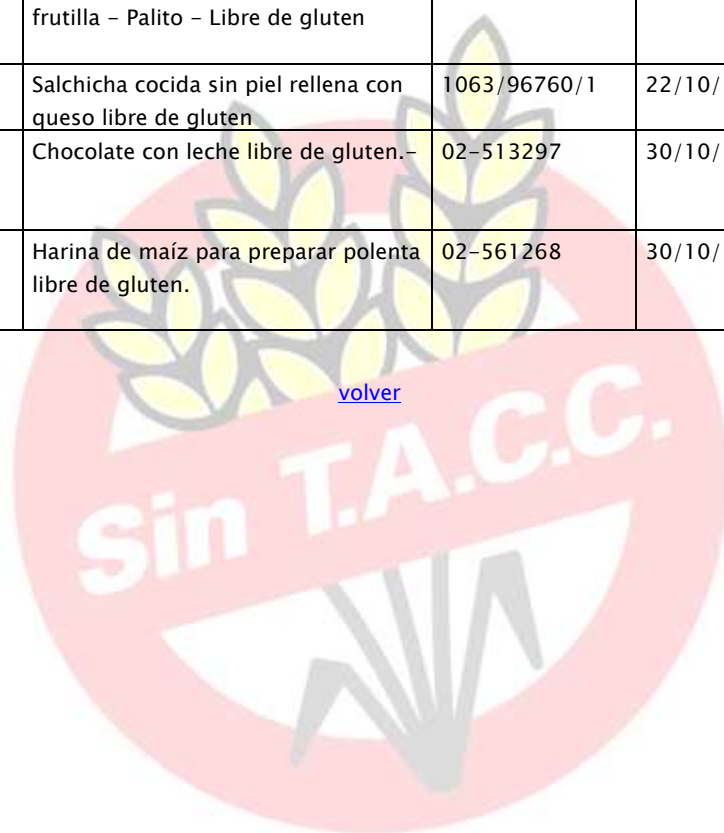 frutilla - Palito - Libre de gluten
Salchicha cocida sin piel rellena con 1063/96760/1 22/10/
queso libre de gluten
Chocolate con leche libre de gluten.- 02-513297 30/10/
Harina de maíz para preparar polenta 02-561268 30/10/
libre de gluten.
volver
Sin T.A.C.C.